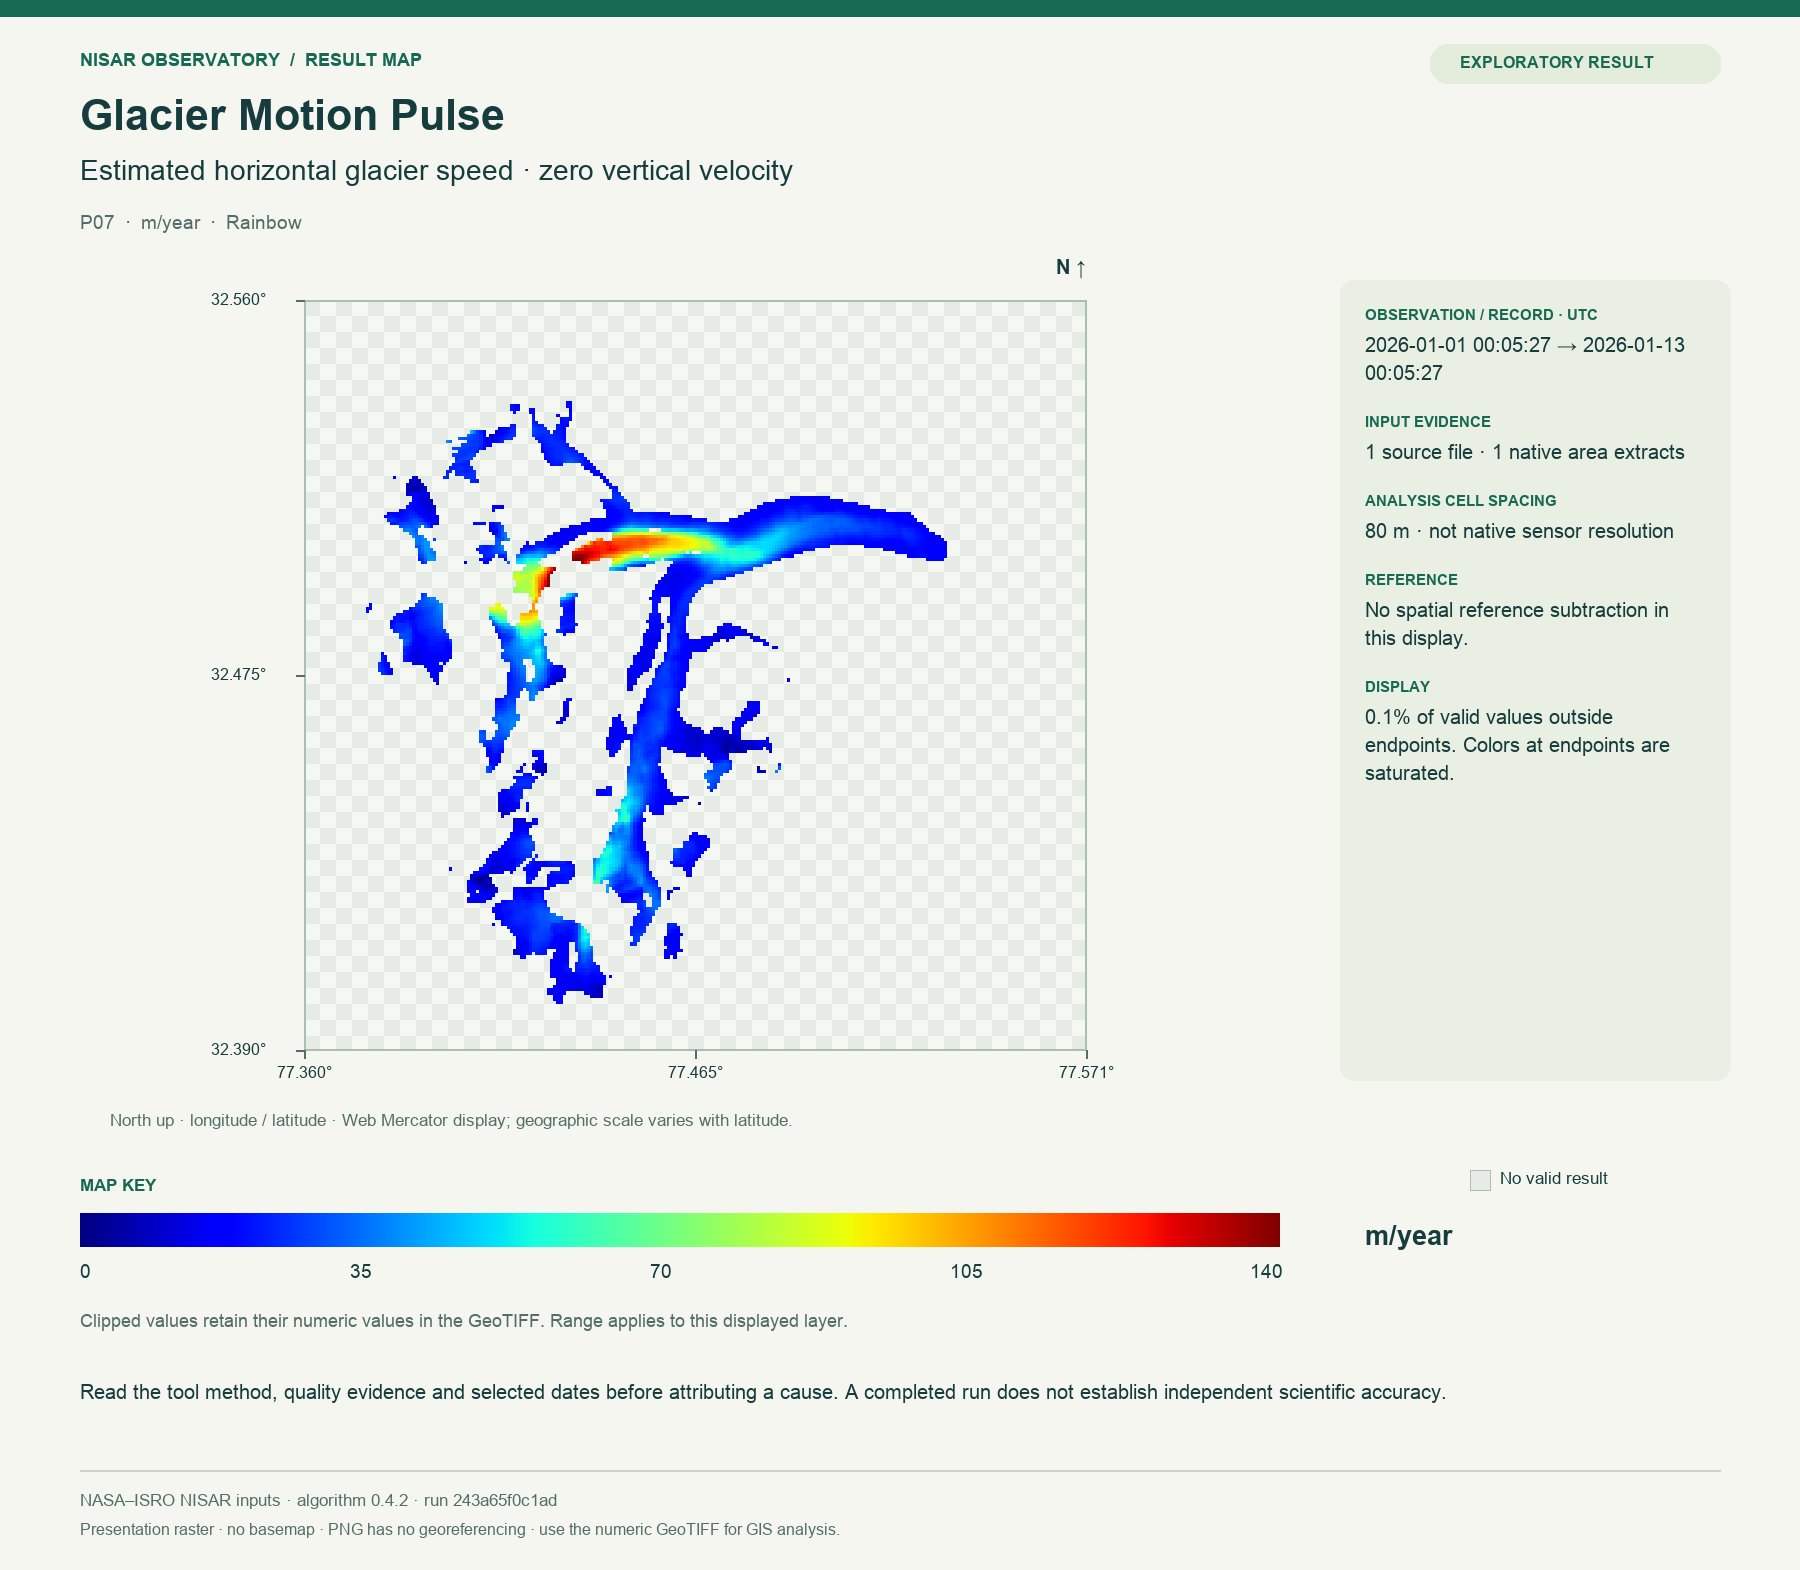 NISAR OBSERVATORY / RESULT MAP
EXPLORATORY RESULT
Glacier Motion Pulse
Estimated horizontal glacier speed · zero vertical velocity
P07 · m/year · Rainbow
N ↑
32.560°
32.475°
32.390°
77.360°
77.465°
77.571°
North up · longitude / latitude · Web Mercator display; geographic scale varies with latitude.
OBSERVATION / RECORD · UTC
2026-01-01 00:05:27 → 2026-01-13
00:05:27
INPUT EVIDENCE
1 source file · 1 native area extracts
ANALYSIS CELL SPACING
80 m · not native sensor resolution
REFERENCE
No spatial reference subtraction in
this display.
DISPLAY
0.1% of valid values outside
endpoints. Colors at endpoints are
saturated.
MAP KEY
No valid result
m/year
0 35 70 105 140
Clipped values retain their numeric values in the GeoTIFF. Range applies to this displayed layer.
Read the tool method, quality evidence and selected dates before attributing a cause. A completed run does not establish independent scientific accuracy.
NASA–ISRO NISAR inputs · algorithm 0.4.2 · run 243a65f0c1ad
Presentation raster · no basemap · PNG has no georeferencing · use the numeric GeoTIFF for GIS analysis.